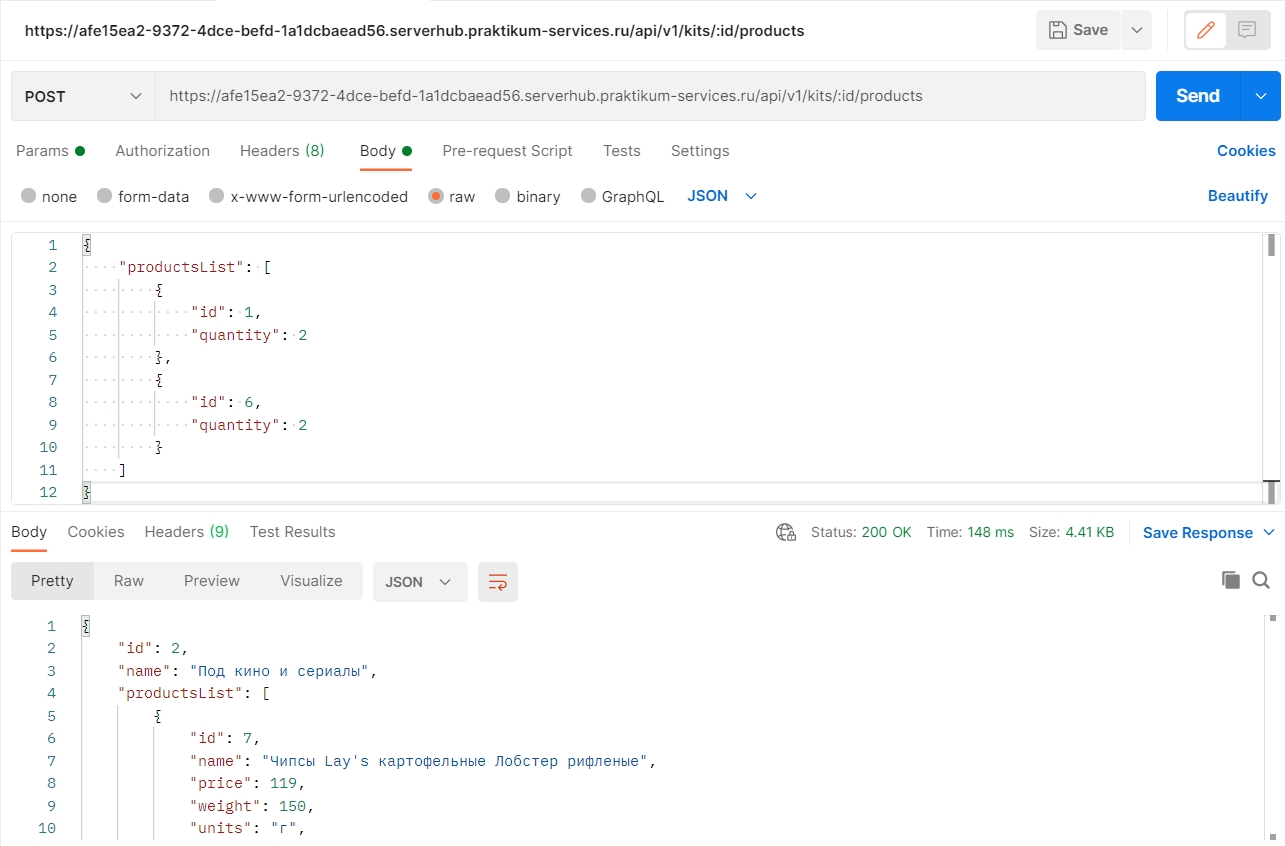 https://afe15ea2-9372-4dce-befd-1a1dcbaead56.serverhub.praktikum-services.ru/api/v1/kits/:id/products
Save
POST
https://afe15ea2-9372-4dce-befd-1a1dcbaead56.serverhub.praktikum-services.ru/api/v1/kits/:id/products
Send
Params Authorization Headers (8) Body Pre-request Script Tests Settings Cookies
none form-data x-www-form-urlencoded raw binary GraphQL JSON Beautify
1 {
2 "productsList": [
3 {
4 "id": 1,
5 "quantity": 2
6 },
7 {
8 "id": 6,
9 "quantity": 2
10 }
11 ]
12 }
Body Cookies Headers (9) Test Results Status: 200 OK Time: 148 ms Size: 4.41 KB Save Response
Pretty Raw Preview Visualize JSON
1 {
2 "id": 2,
3 "name": "Под кино и сериалы",
4 "productsList": [
5 {
6 "id": 7,
7 "name": "Чипсы Lay's картофельные Лобстер рифленые",
8 "price": 119,
9 "weight": 150,
10 "units": "г",